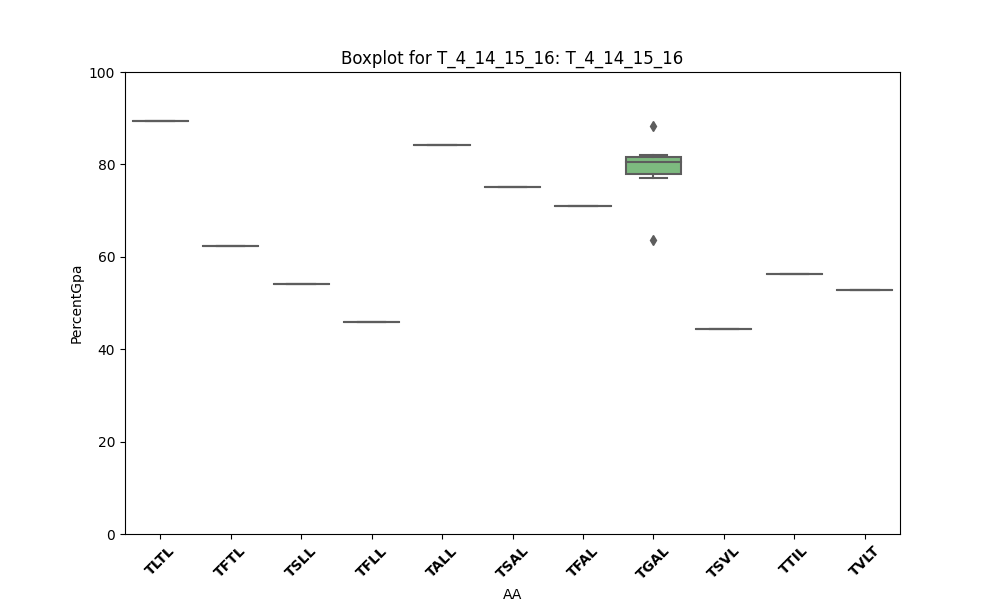 Boxplot for T_4_14_15_16: T_4_14_15_16
100
80
60
40
20
0
PercentGpa
TLTL
TFTL
TSLL
TFLL
TALL
TSAL
TFAL
TGAL
TSVL
TTIL
TVLT
AA